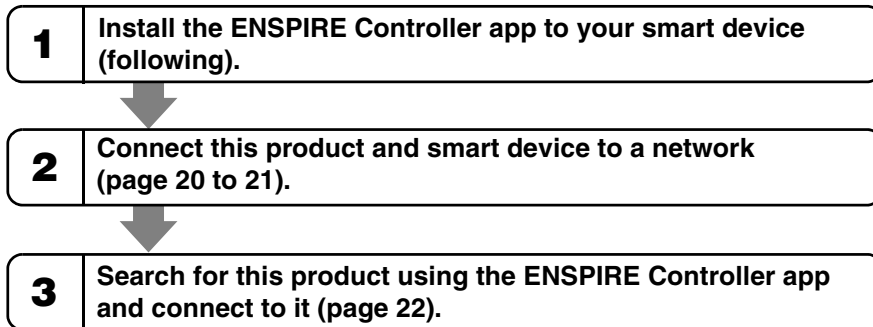 1
Install the ENSPIRE Controller app to your smart device
(following).
2
Connect this product and smart device to a network
(page 20 to 21).
3
Search for this product using the ENSPIRE Controller app
and connect to it (page 22).